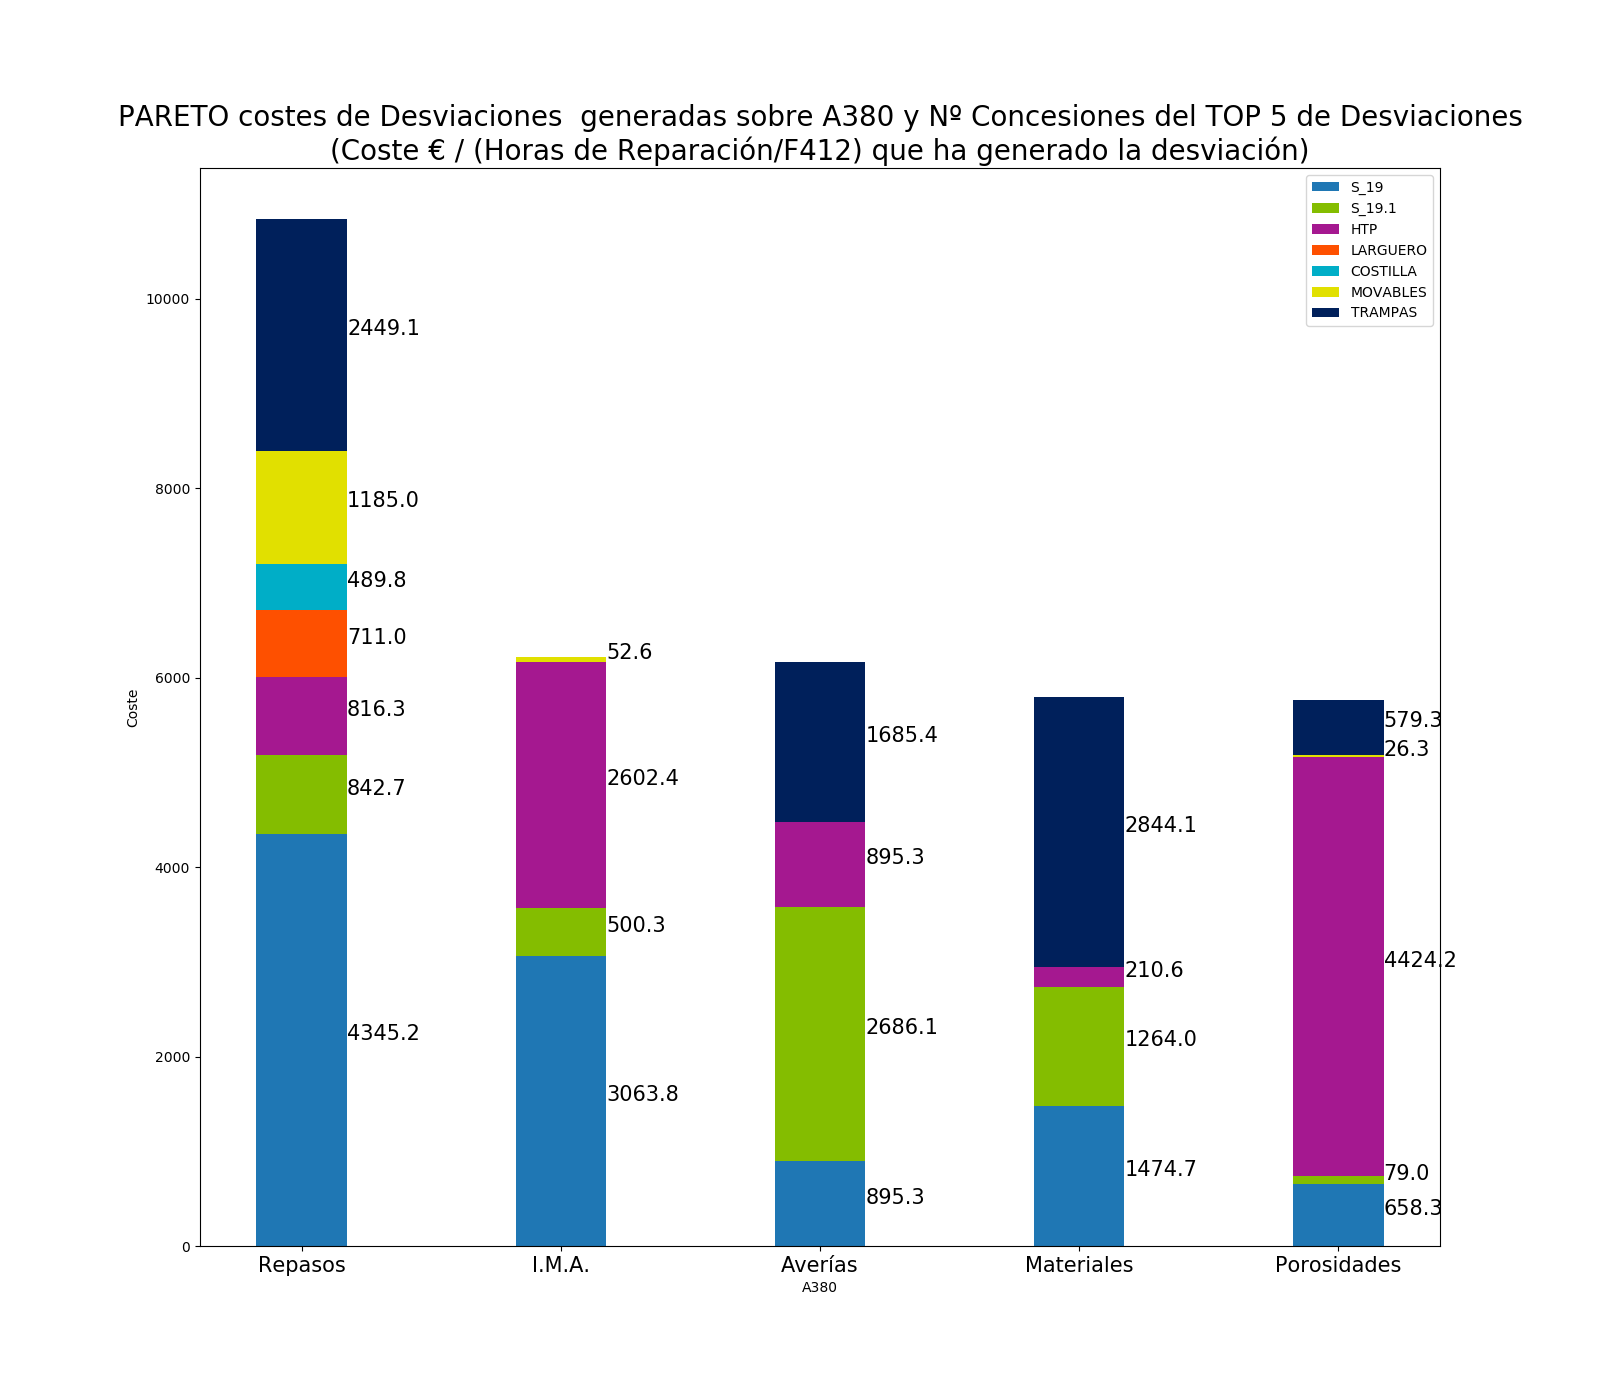 PARETO costes de Desviaciones  generadas sobre A380 y Nº Concesiones del TOP 5 de Desviaciones
(Coste € / (Horas de Reparación/F412) que ha generado la desviación)
S_19
S_19.1
HTP
LARGUERO
COSTILLA
MOVABLES
TRAMPAS
Coste
10000
8000
6000
4000
2000
0
2449.1
1185.0
489.8
711.0
816.3
842.7
4345.2
52.6
2602.4
500.3
3063.8
1685.4
895.3
2686.1
895.3
2844.1
210.6
1264.0
1474.7
579.3
26.3
4424.2
79.0
658.3
Repasos
I.M.A.
Averías
Materiales
Porosidades
A380